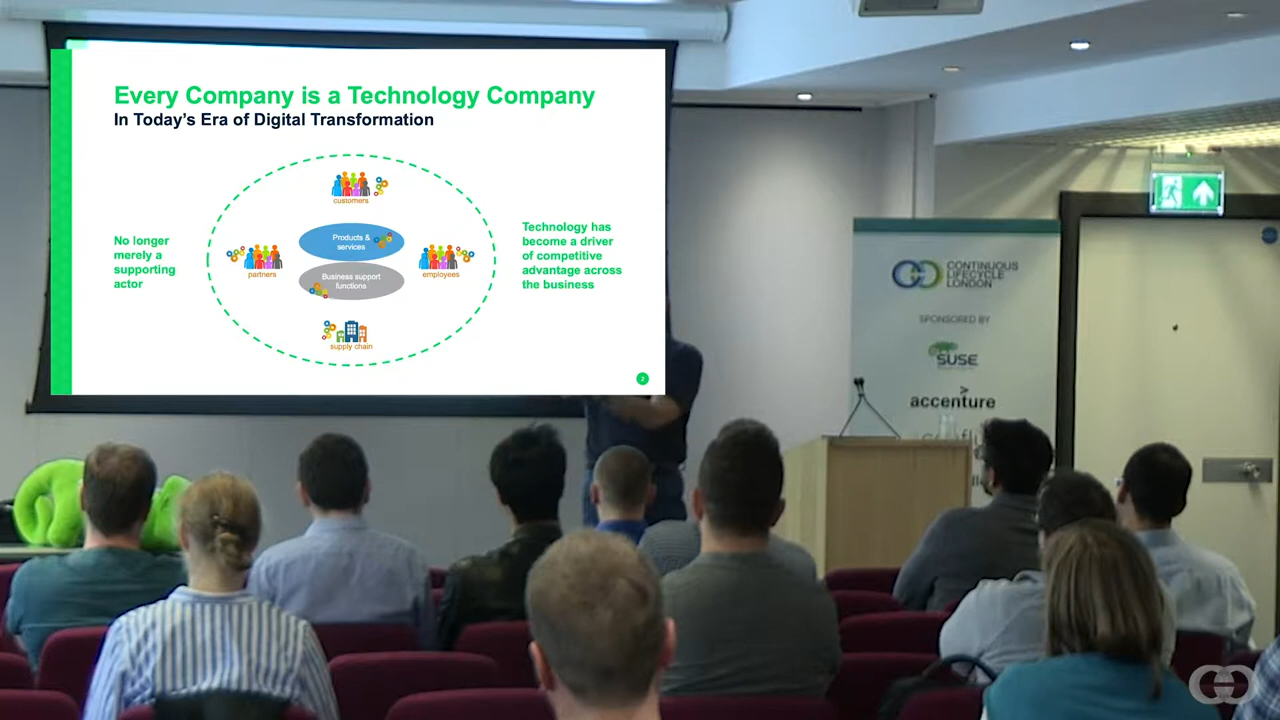 Every Company is a Technology Company
In Today's Era of Digital Transformation
customers
No longer
merely a
supporting
actor
Products &
services
partners
employees
Business support
functions
supply chain
Technology has
become a driver
of competitive
advantage across
the business
2
CONTINUOUS
LIFECYCLE
LONDON
SPONSORED BY
SUSE
accenture